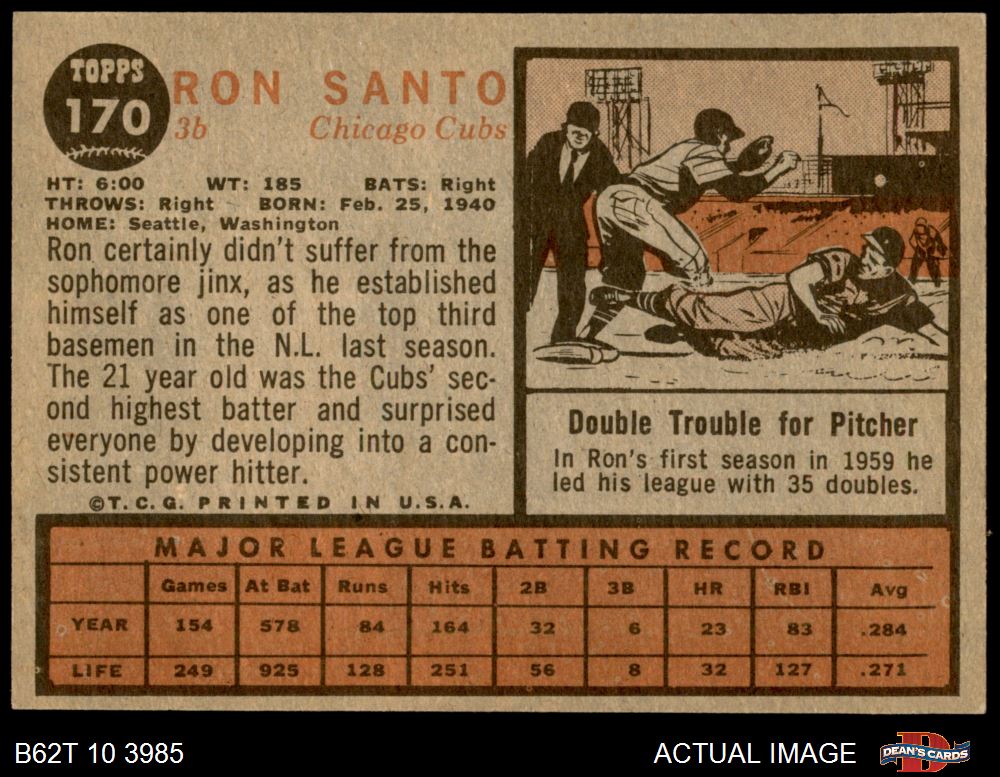 TOPPS
170
RON SANTO
3b Chicago Cubs
HT: 6:00 WT: 185 BATS: Right
THROWS: Right BORN: Feb. 25, 1940
HOME: Seattle, Washington
Ron certainly didn't suffer from the
sophomore jinx, as he established
himself as one of the top third
basemen in the N.L. last season.
The 21 year old was the Cubs' sec-
ond highest batter and surprised
everyone by developing into a con-
sistent power hitter.
©T.C.G. PRINTED IN U.S.A.
Double Trouble for Pitcher
In Ron's first season in 1959 he
led his league with 35 doubles.
MAJOR LEAGUE BATTING RECORD
Games At Bat Runs Hits 2B 3B HR RBI Avg
YEAR 154 578 84 164 32 6 23 83 .284
LIFE 249 925 128 251 56 8 32 127 .271
B62T 10 3985 ACTUAL IMAGE DEAN'S CARDS